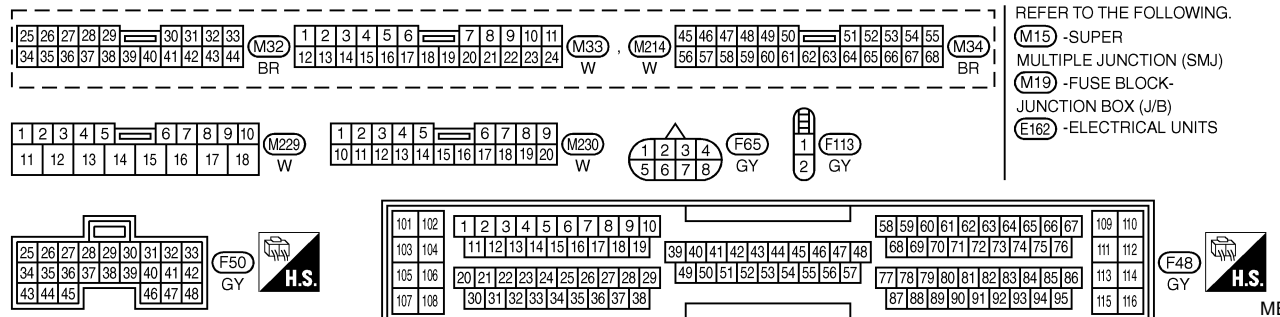 25 26 27 28 29 30 31 32 33
34 35 36 37 38 39 40 41 42 43 44
M32
BR
1 2 3 4 5 6 7 8 9 10 11
12 13 14 15 16 17 18 19 20 21 22 23 24
M33 , M214
W W
45 46 47 48 49 50 51 52 53 54 55
56 57 58 59 60 61 62 63 64 65 66 67 68
M34
BR
REFER TO THE FOLLOWING.
M15 -SUPER
MULTIPLE JUNCTION (SMJ)
M19 -FUSE BLOCK-
JUNCTION BOX (J/B)
E162 -ELECTRICAL UNITS
1 2 3 4 5 6 7 8 9 10
11 12 13 14 15 16 17 18
M229
W
1 2 3 4 5 6 7 8 9
10 11 12 13 14 15 16 17 18 19 20
M230
W
1 2 3 4
5 6 7 8
F65
GY
1
2
F113
GY
25 26 27 28 29 30 31 32 33
34 35 36 37 38 39 40 41 42
43 44 45 46 47 48
F50
GY
H.S.
101 102
103 104
105 106
107 108
1 2 3 4 5 6 7 8 9 10
11 12 13 14 15 16 17 18 19
20 21 22 23 24 25 26 27 28 29
30 31 32 33 34 35 36 37 38
39 40 41 42 43 44 45 46 47 48
49 50 51 52 53 54 55 56 57
58 59 60 61 62 63 64 65 66 67
68 69 70 71 72 73 74 75 76
77 78 79 80 81 82 83 84 85 86
87 88 89 90 91 92 93 94 95
109 110
111 112
113 114
115 116
F48
GY
H.S.